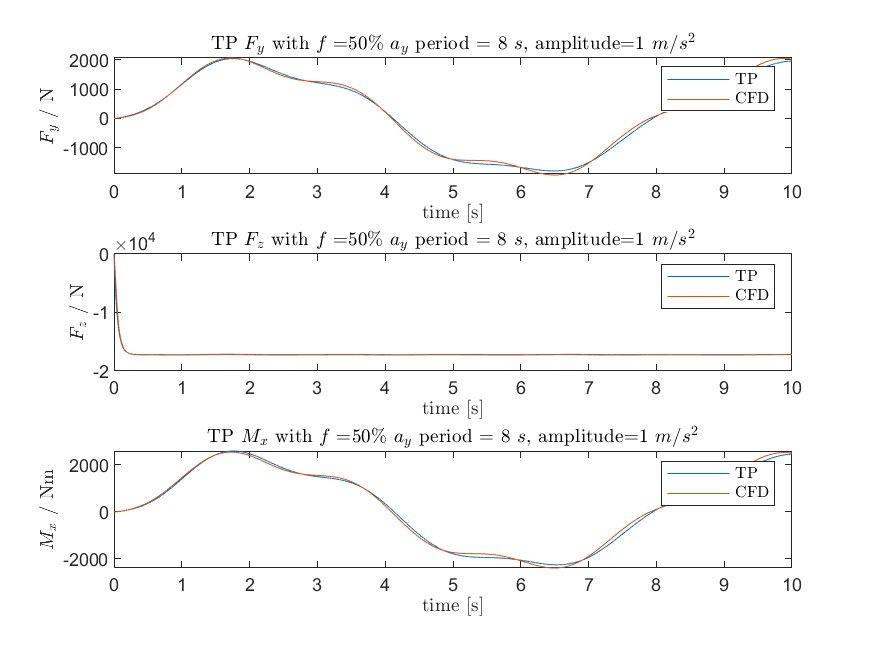 TP F_y with f =50% a_y period = 8 s, amplitude=1 m/s^2
2000
1000
0
-1000
F_y / N
TP
CFD
0 1 2 3 4 5 6 7 8 9 10
time [s]
TP F_z with f =50% a_y period = 8 s, amplitude=1 m/s^2
×10^4
0
-1
-2
F_z / N
TP
CFD
0 1 2 3 4 5 6 7 8 9 10
time [s]
TP M_x with f =50% a_y period = 8 s, amplitude=1 m/s^2
2000
0
-2000
M_x / Nm
TP
CFD
0 1 2 3 4 5 6 7 8 9 10
time [s]